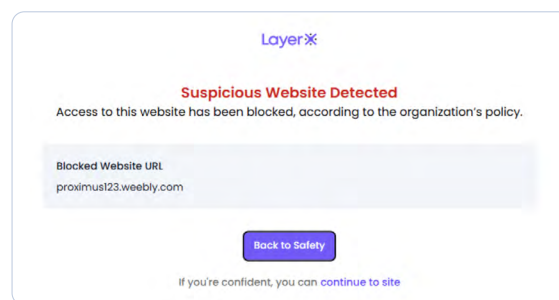 LayerX
Suspicious Website Detected
Access to this website has been blocked, according to the organization's policy.
Blocked Website URL
proximus123.weebly.com
Back to Safety
If you're confident, you can continue to site